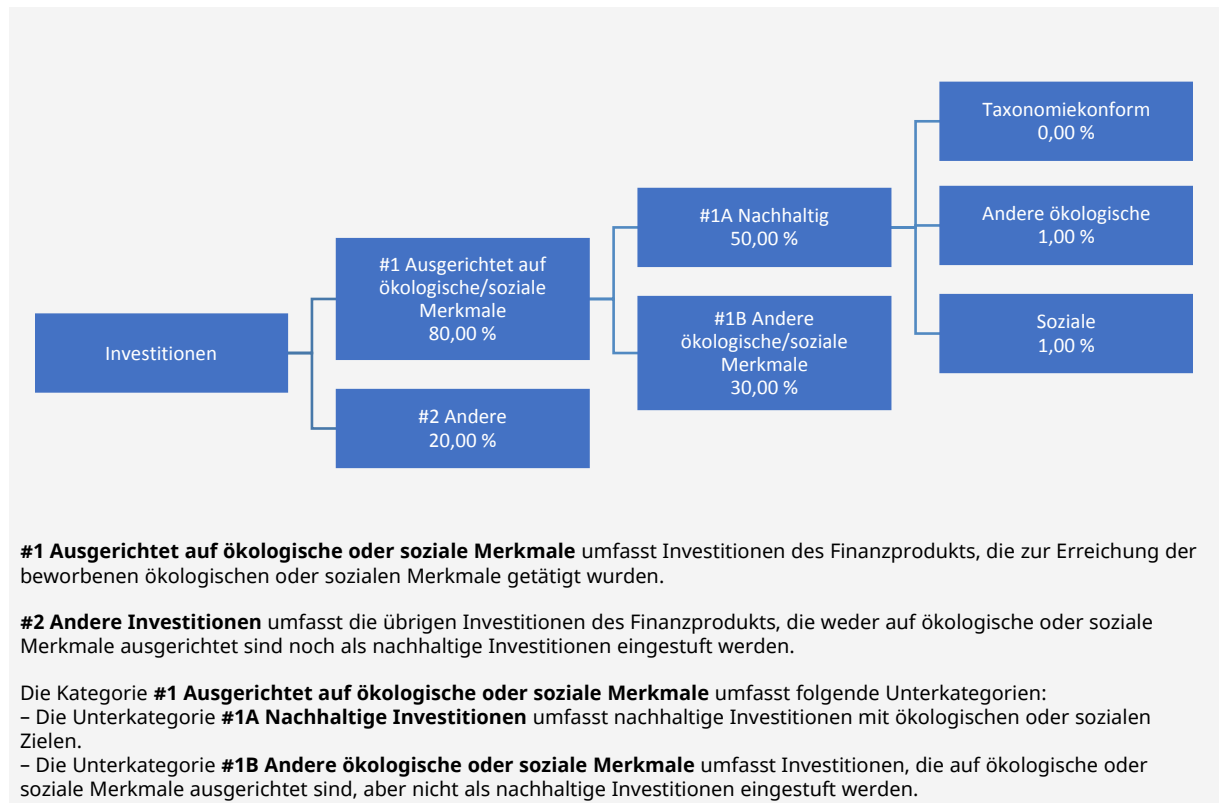 Taxonomiekonform
0,00 %
#1A Nachhaltig
50,00 %
Andere ökologische
1,00 %
#1 Ausgerichtet auf
ökologische/soziale
Merkmale
80,00 %
#1B Andere
ökologische/soziale
Merkmale
30,00 %
Soziale
1,00 %
Investitionen
#2 Andere
20,00 %
#1 Ausgerichtet auf ökologische oder soziale Merkmale umfasst Investitionen des Finanzprodukts, die zur Erreichung der
beworbenen ökologischen oder sozialen Merkmale getätigt wurden.
#2 Andere Investitionen umfasst die übrigen Investitionen des Finanzprodukts, die weder auf ökologische oder soziale
Merkmale ausgerichtet sind noch als nachhaltige Investitionen eingestuft werden.
Die Kategorie #1 Ausgerichtet auf ökologische oder soziale Merkmale umfasst folgende Unterkategorien:
– Die Unterkategorie #1A Nachhaltige Investitionen umfasst nachhaltige Investitionen mit ökologischen oder sozialen
Zielen.
– Die Unterkategorie #1B Andere ökologische oder soziale Merkmale umfasst Investitionen, die auf ökologische oder
soziale Merkmale ausgerichtet sind, aber nicht als nachhaltige Investitionen eingestuft werden.